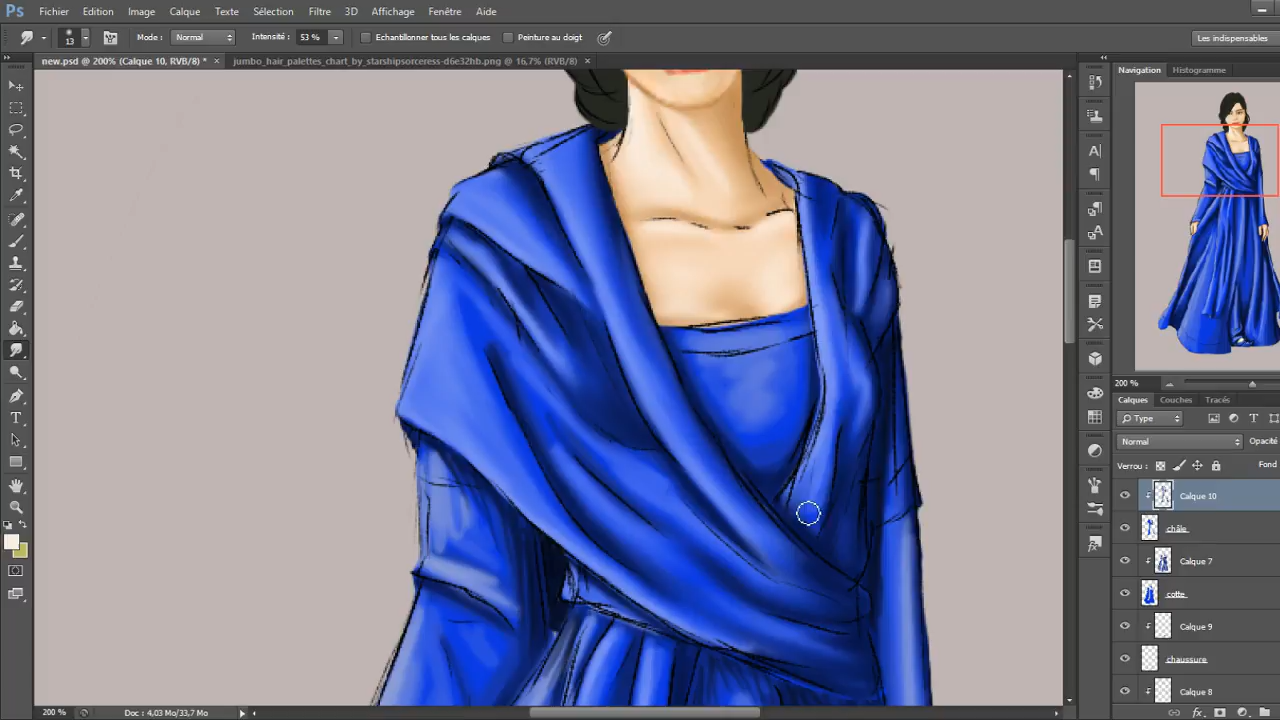 Ps Fichier Edition Image Calque Texte Sélection Filtre 3D Affichage Fenêtre Aide
13 Mode : Normal Intensité : 53 % Echantillonner tous les calques Peinture au doigt Les indispensables
new.psd @ 200% (Calque 10, RVB/8) * × jumbo_hair_palettes_chart_by_starshipsorceress-d6e32hb.png @ 16,7% (RVB/8) ×
Navigation Histogramme
200 %
Calques Couches Tracés
Type
Normal Opacité
Verrou : Fond
Calque 10
châle
Calque 7
cotte
Calque 9
chaussure
Calque 8
200 % Doc : 4,03 Mo/33,7 Mo